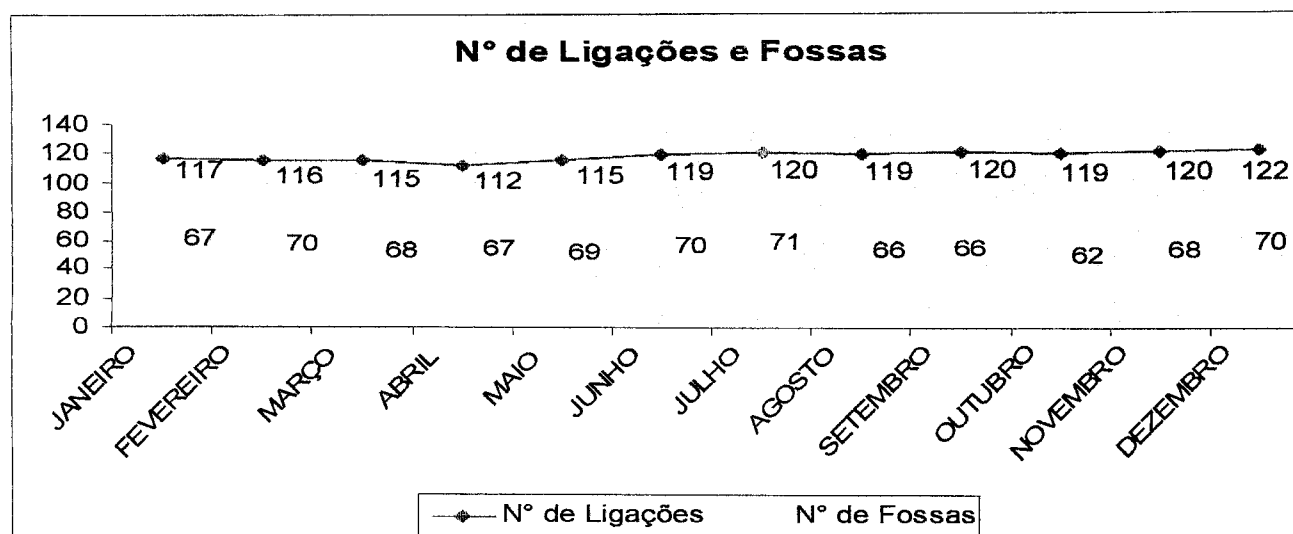 N° de Ligações e Fossas
140
120
100
80
60
40
20
0
117 116 115 112 115 119 120 119 120 119 120 122
67 70 68 67 69 70 71 66 66 62 68 70
JANEIRO
FEVEREIRO
MARÇO
ABRIL
MAIO
JUNHO
JULHO
AGOSTO
SETEMBRO
OUTUBRO
NOVEMBRO
DEZEMBRO
N° de Ligações N° de Fossas